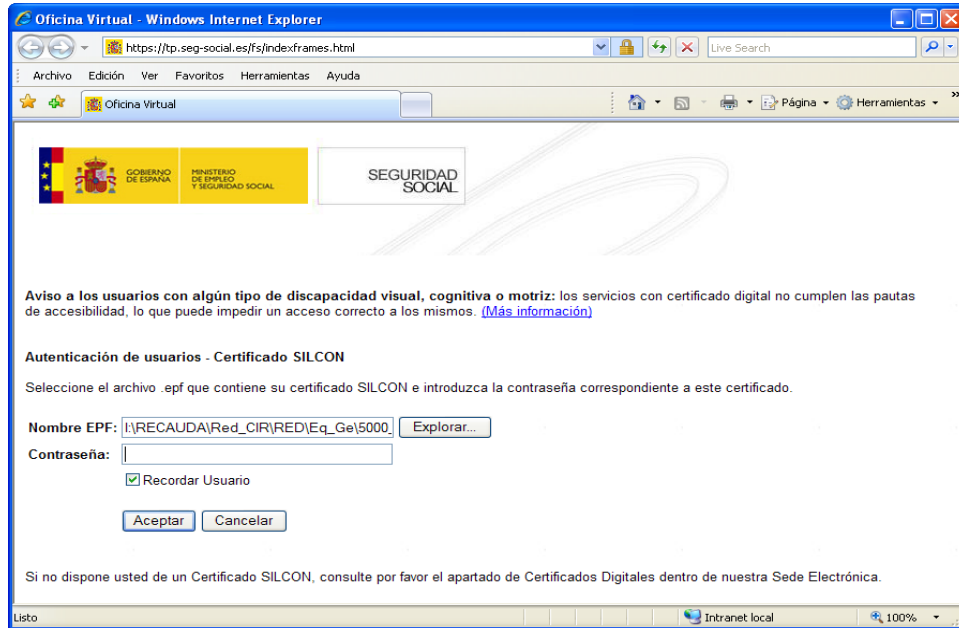 Oficina Virtual - Windows Internet Explorer
https://tp.seg-social.es/fs/indexframes.html
Live Search
Archivo Edición Ver Favoritos Herramientas Ayuda
Oficina Virtual
Página
Herramientas
GOBIERNO
DE ESPAÑA
MINISTERIO
DE EMPLEO
Y SEGURIDAD SOCIAL
SEGURIDAD
SOCIAL
Aviso a los usuarios con algún tipo de discapacidad visual, cognitiva o motriz: los servicios con certificado digital no cumplen las pautas
de accesibilidad, lo que puede impedir un acceso correcto a los mismos. (Más información)
Autenticación de usuarios - Certificado SILCON
Seleccione el archivo .epf que contiene su certificado SILCON e introduzca la contraseña correspondiente a este certificado.
Nombre EPF: I:\RECAUDA\Red_CIR\RED\Eq_Ge\5000_ Explorar...
Contraseña:
Recordar Usuario
Aceptar Cancelar
Si no dispone usted de un Certificado SILCON, consulte por favor el apartado de Certificados Digitales dentro de nuestra Sede Electrónica.
Listo Intranet local 100%